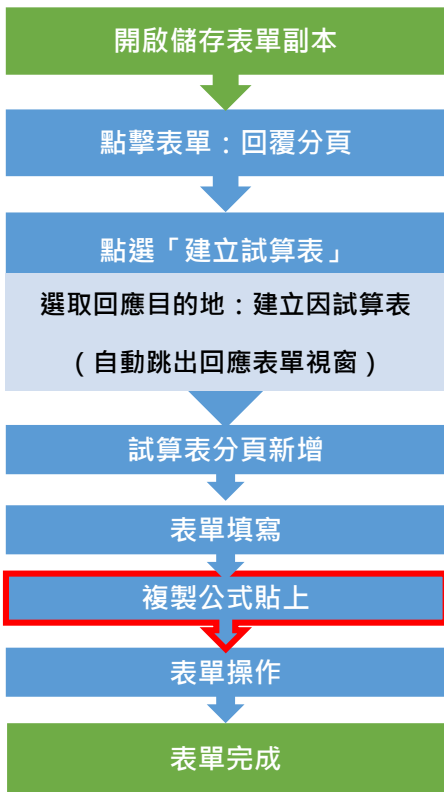 開啟儲存表單副本
點擊表單：回覆分頁
點選「建立試算表」
選取回應目的地：建立因試算表
（自動跳出回應表單視窗）
試算表分頁新增
表單填寫
複製公式貼上
表單操作
表單完成